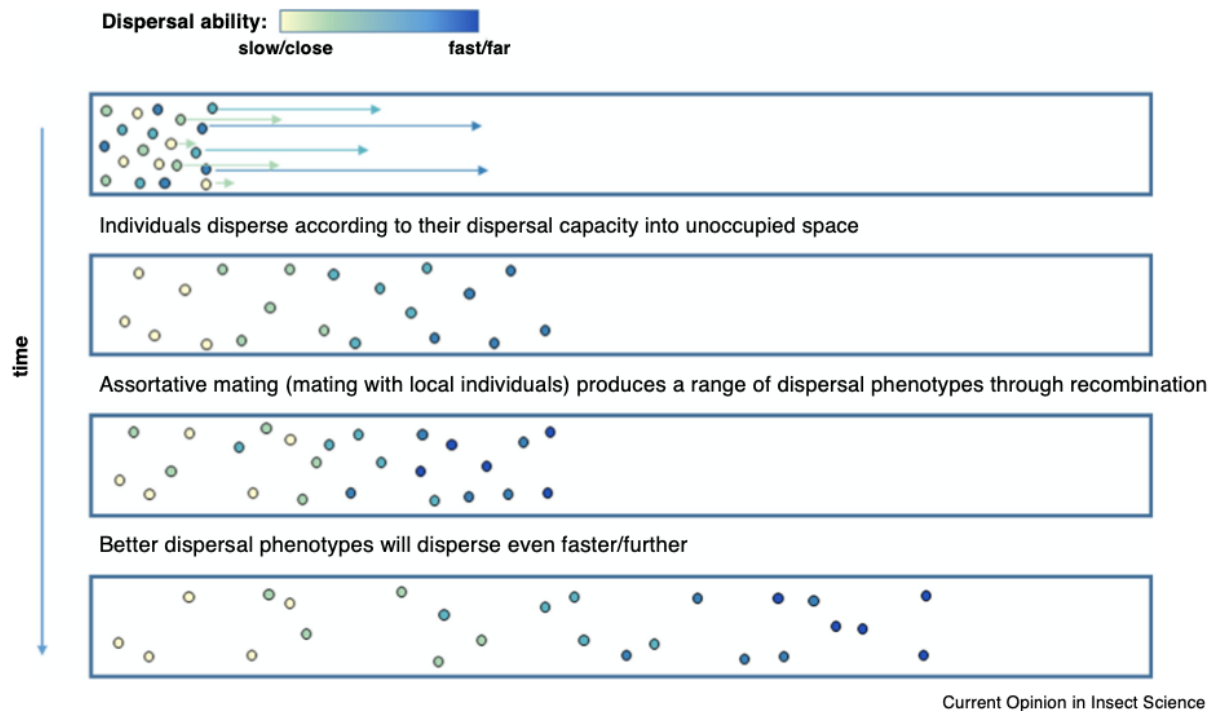 Dispersal ability:
slow/close fast/far
Individuals disperse according to their dispersal capacity into unoccupied space
time
Assortative mating (mating with local individuals) produces a range of dispersal phenotypes through recombination
Better dispersal phenotypes will disperse even faster/further
Current Opinion in Insect Science